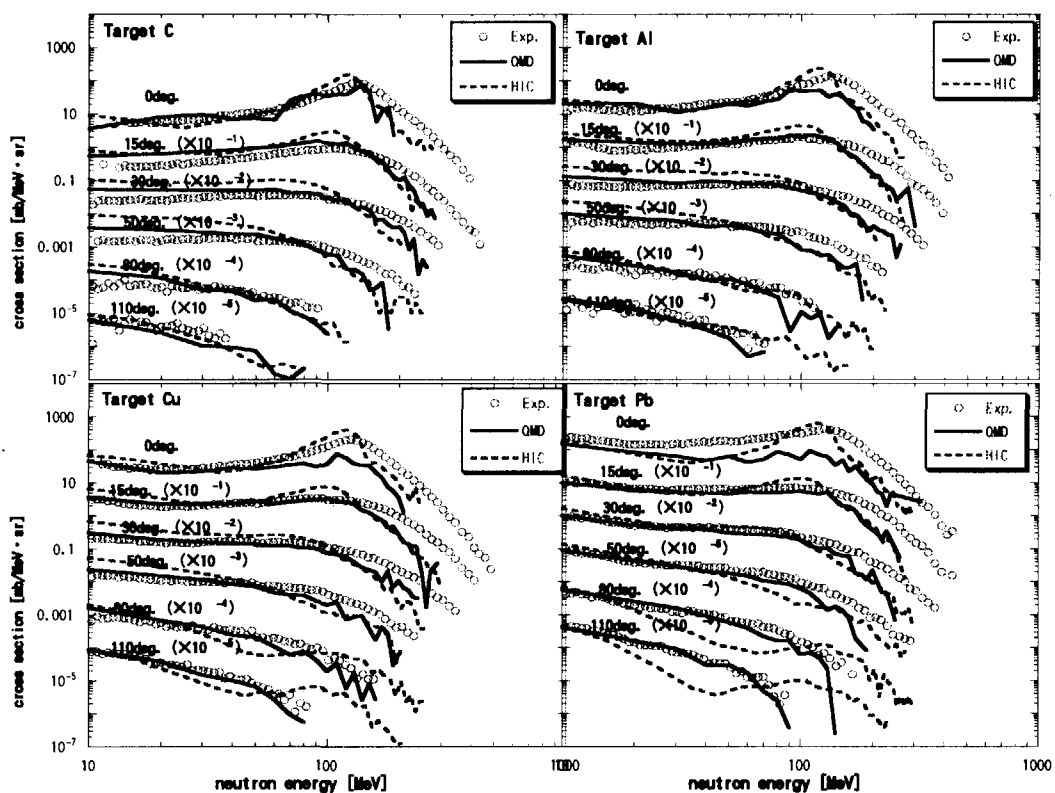 Target C
Exp.
QMD
HIC
1000
10
0.1
0.001
10 -5
10 -7
cross section [mb/MeV·sr]
0deg.
15deg. (×10 -1)
30deg. (×10 -2)
50deg. (×10 -3)
80deg. (×10 -4)
110deg. (×10 -5)
Target Al
Exp.
QMD
HIC
0deg.
15deg. (×10 -1)
30deg. (×10 -2)
50deg. (×10 -3)
80deg. (×10 -4)
110deg. (×10 -5)
Target Cu
Exp.
QMD
HIC
1000
10
0.1
0.001
10 -5
10 -7
cross section [mb/MeV·sr]
0deg.
15deg. (×10 -1)
30deg. (×10 -2)
50deg. (×10 -3)
80deg. (×10 -4)
110deg.
10
100
neutron energy [MeV]
Target Pb
Exp.
QMD
HIC
0deg.
15deg. (×10 -1)
30deg. (×10 -2)
50deg. (×10
80deg. (×10 -4)
110deg. (×10
100
1000
neutron energy [MeV]